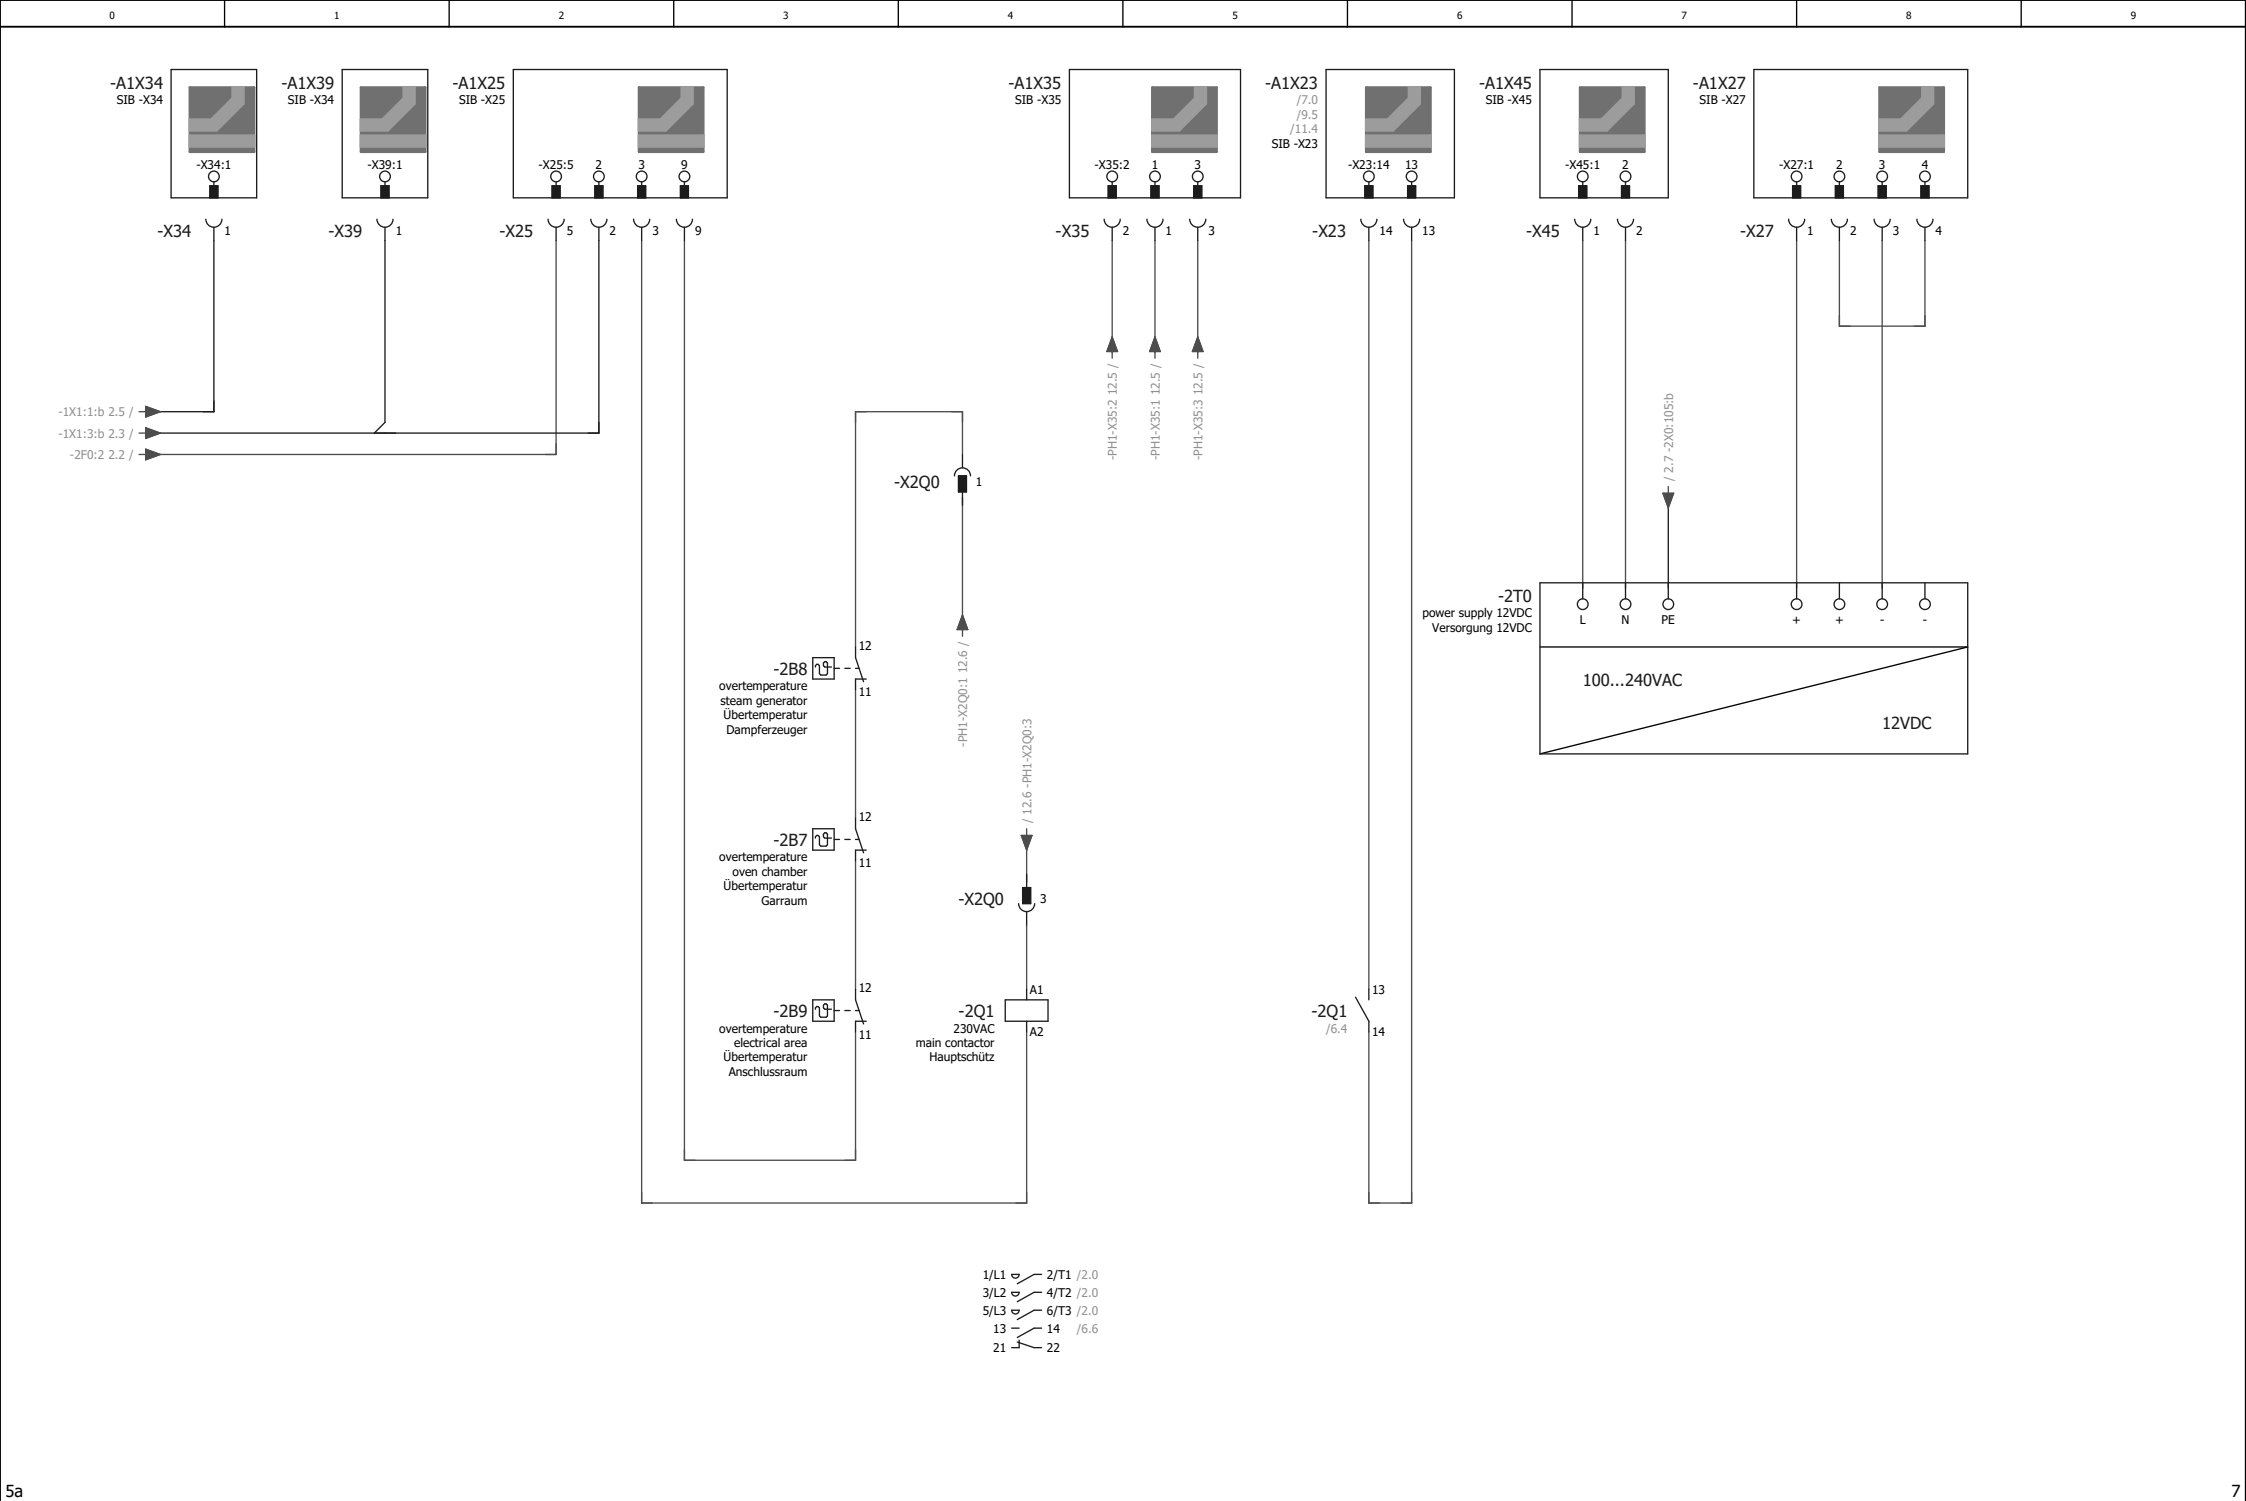 0 1 2 3 4 5 6 7 8 9
-A1X34
SIB -X34
-X34:1
-X34 1
-A1X39
SIB -X34
-X39:1
-X39 1
-A1X25
SIB -X25
-X25:5 2 3 9
-X25 5 2 3 9
-A1X35
SIB -X35
-X35:2 1 3
-X35 2 1 3
-A1X23
/7.0
/9.5
/11.4
SIB -X23
-X23:14 13
-X23 14 13
-A1X45
SIB -X45
-X45:1 2
-X45 1 2
-A1X27
SIB -X27
-X27:1 2 3 4
-X27 1 2 3 4
-1X1:1:b 2.5 /
-1X1:3:b 2.3 /
-2F0:2 2.2 /
-PH1-X35:2 12.5 /
-PH1-X35:1 12.5 /
-PH1-X35:3 12.5 /
/ 2.7 -2X0:105:b
-X2Q0 1
-PH1-X2Q0:1 12.6 /
-2T0
power supply 12VDC
Versorgung 12VDC
L N PE + + - -
100...240VAC
12VDC
12
-2B8
11
overtemperature
steam generator
Übertemperatur
Dampferzeuger
/ 12.6 -PH1-X2Q0:3
12
-2B7
11
overtemperature
oven chamber
Übertemperatur
Garraum
-X2Q0 3
12
-2B9
11
overtemperature
electrical area
Übertemperatur
Anschlussraum
A1
-2Q1
A2
230VAC
main contactor
Hauptschütz
13
-2Q1
/6.4
14
1/L1 2/T1 /2.0
3/L2 4/T2 /2.0
5/L3 6/T3 /2.0
13 14 /6.6
21 22
5a 7